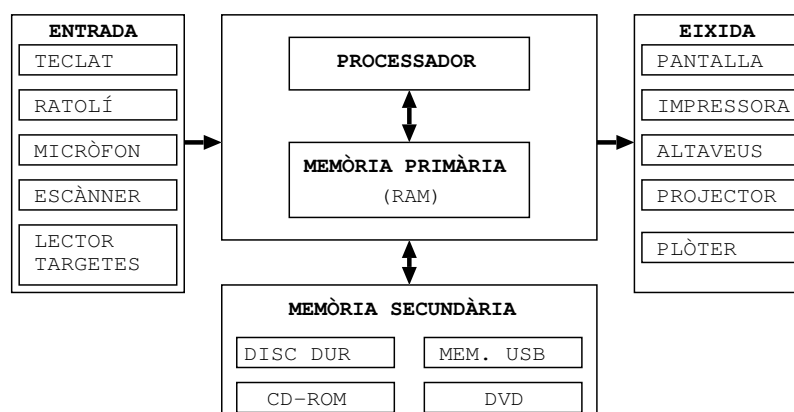 ENTRADA
TECLAT
RATOLÍ
MICRÒFON
ESCÀNNER
LECTOR
TARGETES
PROCESSADOR
MEMÒRIA PRIMÀRIA
(RAM)
EIXIDA
PANTALLA
IMPRESSORA
ALTAVEUS
PROJECTOR
PLÒTER
MEMÒRIA SECUNDÀRIA
DISC DUR
MEM. USB
CD-ROM
DVD